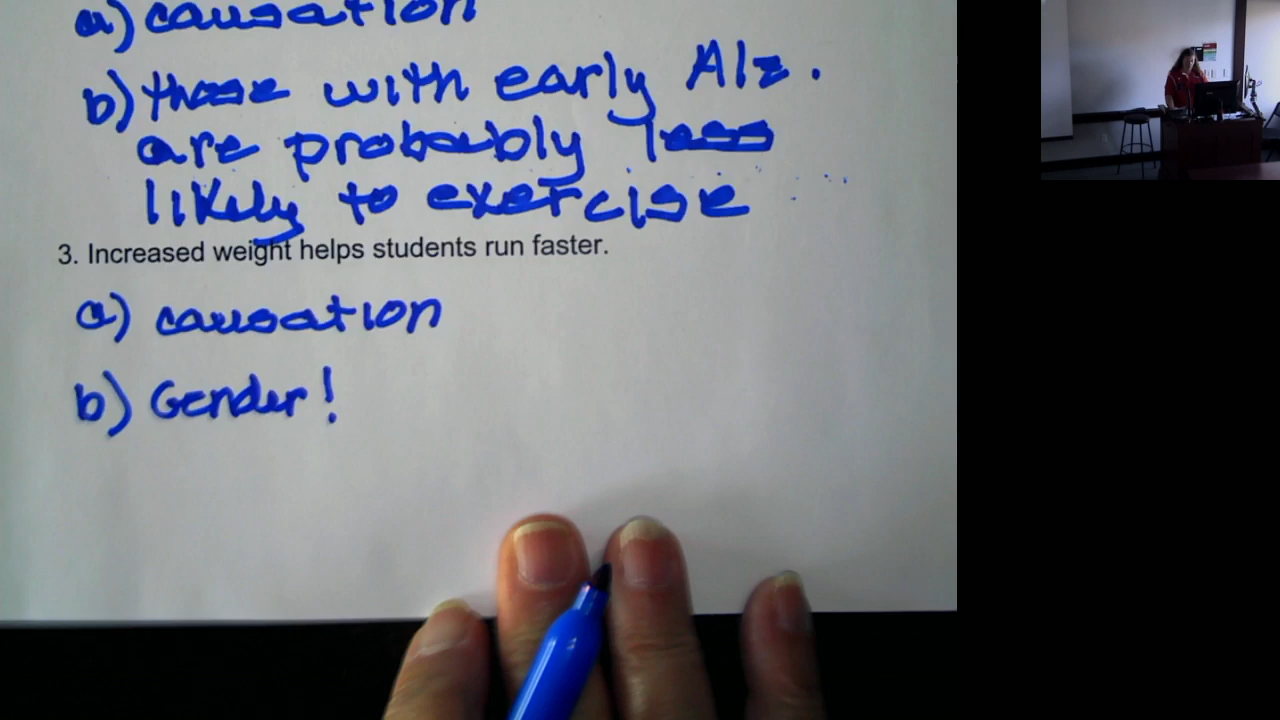 a) causation
b) those with early Alz.
are probably less
likely to exercise
3. Increased weight helps students run faster.
a) causation
b) Gender!